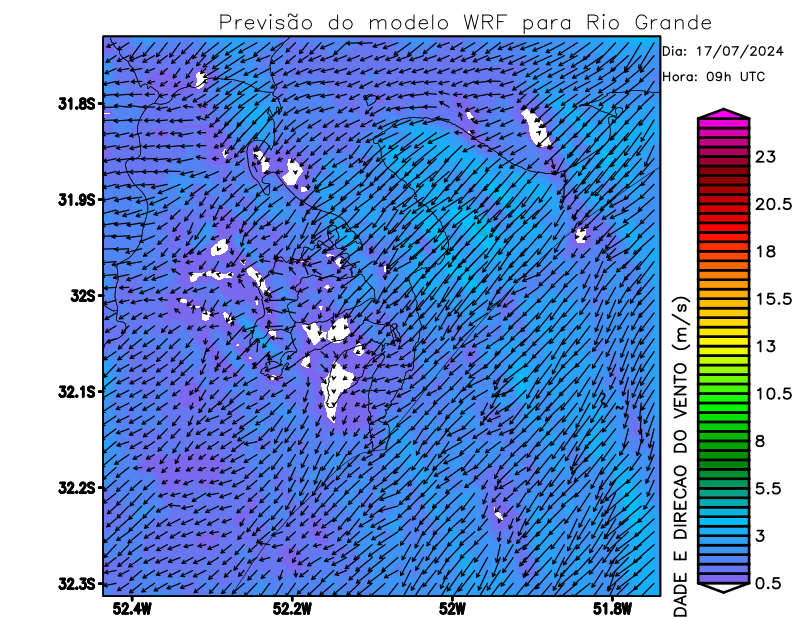 Previsão do modelo WRF para Rio Grande
Dia: 17/07/2024
Hora: 09h UTC
31.8S
31.9S
32S
32.1S
32.2S
32.3S
52.4W
52.2W
52W
51.8W
DADE E DIRECAO DO VENTO (m/s)
23
20.5
18
15.5
13
10.5
8
5.5
3
0.5